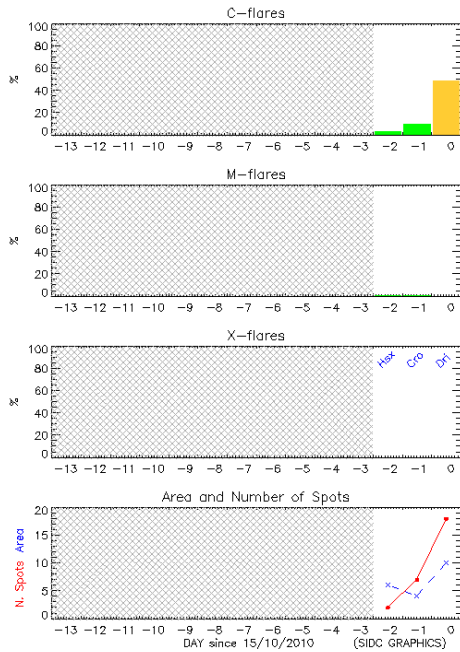 C-flares
%
100
80
60
40
20
0
-13 -12 -11 -10 -9 -8 -7 -6 -5 -4 -3 -2 -1 0
M-flares
%
100
80
60
40
20
0
-13 -12 -11 -10 -9 -8 -7 -6 -5 -4 -3 -2 -1 0
X-flares
%
100
80
60
40
20
0
Hsx Cro Dri
-13 -12 -11 -10 -9 -8 -7 -6 -5 -4 -3 -2 -1 0
Area and Number of Spots
N. Spots Area
20
15
10
5
0
-13 -12 -11 -10 -9 -8 -7 -6 -5 -4 -3 -2 -1 0
DAY since 15/10/2010 (SIDC GRAPHICS)